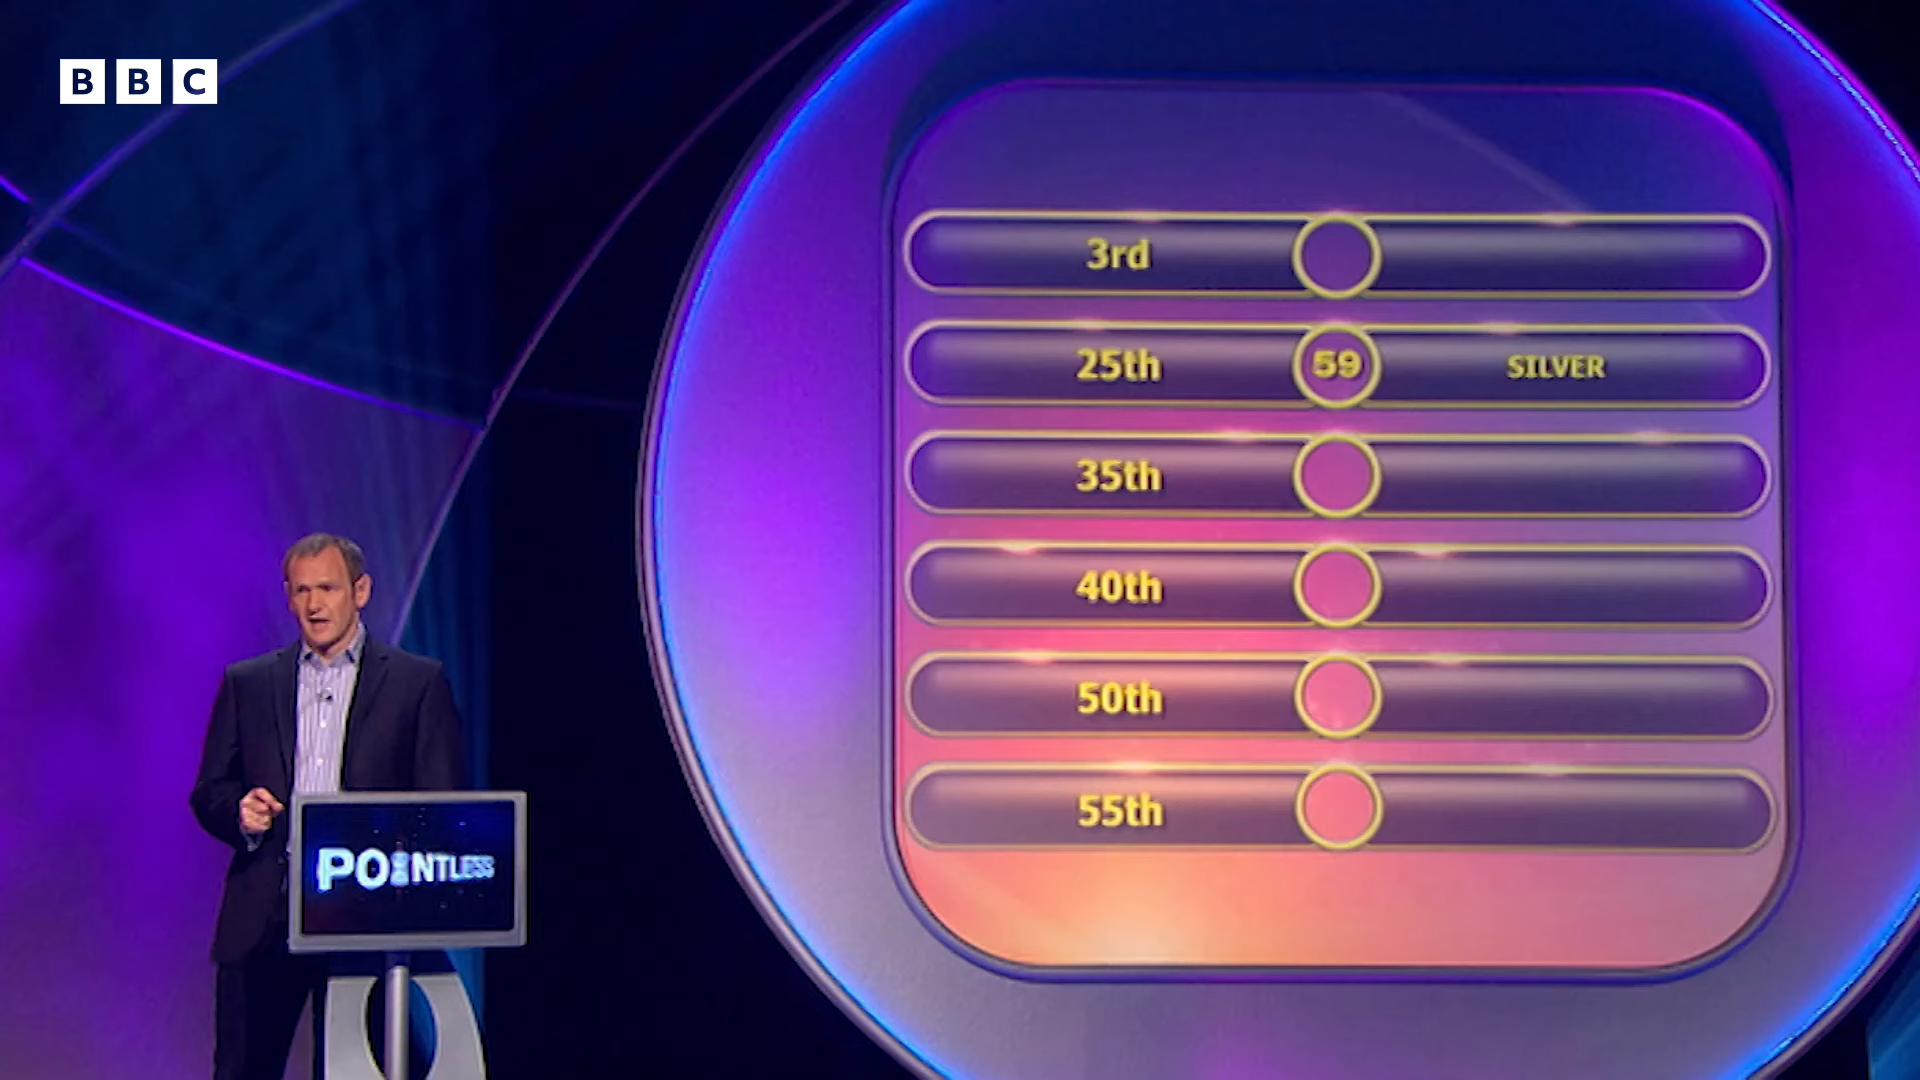 BBC
3rd
25th 59 SILVER
35th
40th
50th
55th
POINTLESS